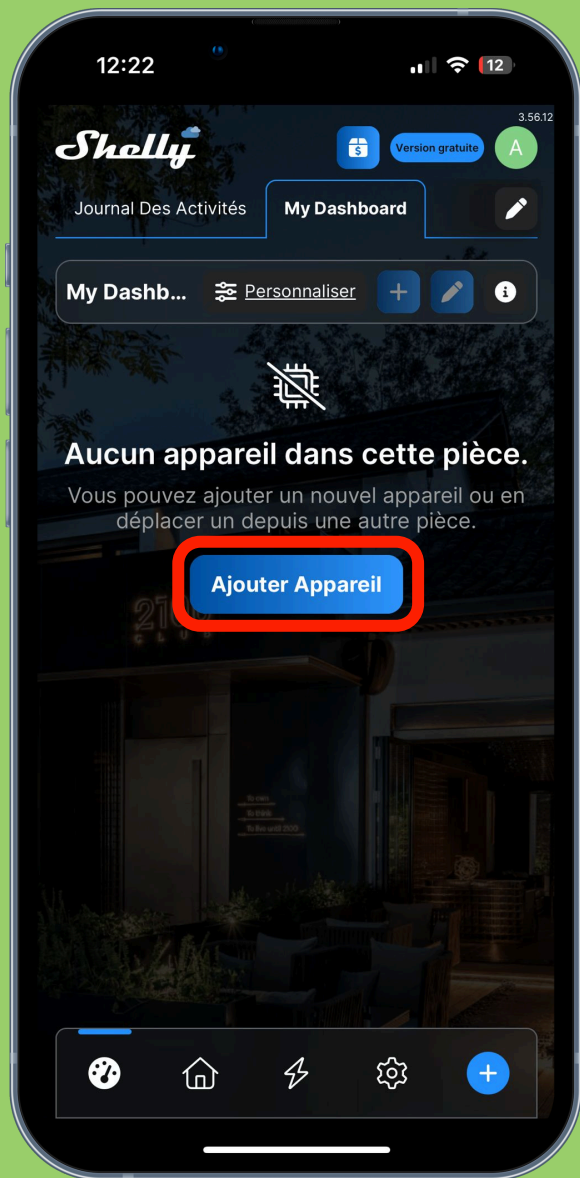 12:22
12
3.56.12
Shelly
Version gratuite
A
Journal Des Activités
My Dashboard
My Dashb...
Personnaliser
Aucun appareil dans cette pièce.
Vous pouvez ajouter un nouvel appareil ou en
déplacer un depuis une autre pièce.
Ajouter Appareil